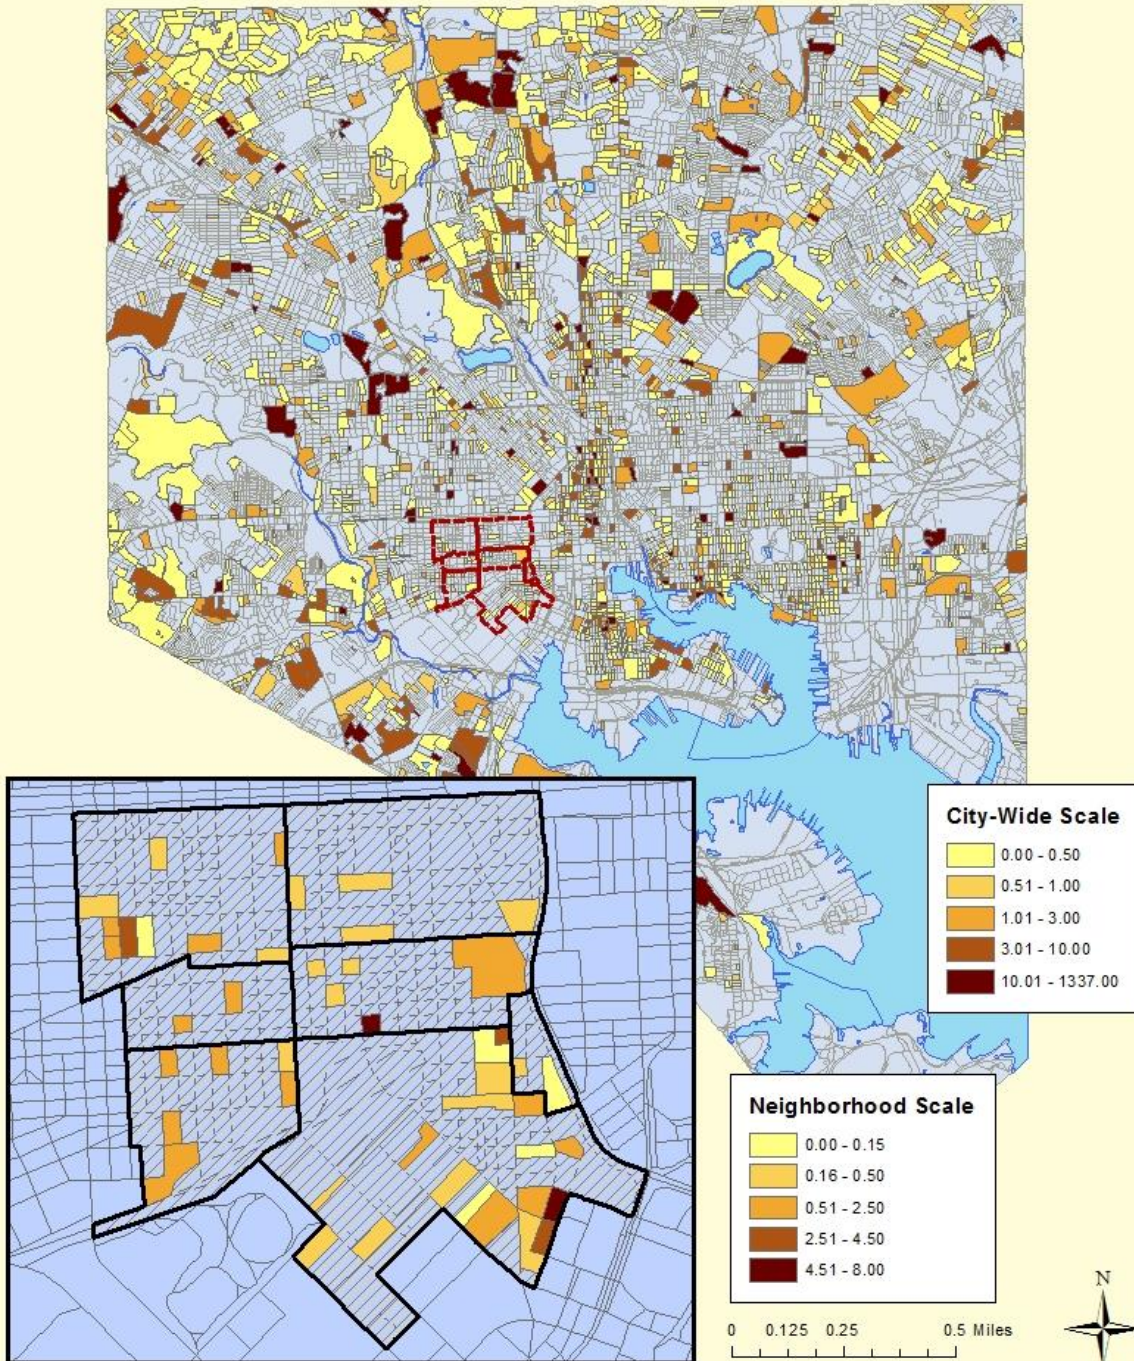 City-Wide Scale
0.00 - 0.50
0.51 - 1.00
1.01 - 3.00
3.01 - 10.00
10.01 - 1337.00
Neighborhood Scale
0.00 - 0.15
0.16 - 0.50
0.51 - 2.50
2.51 - 4.50
4.51 - 8.00
N
0 0.125 0.25 0.5 Miles